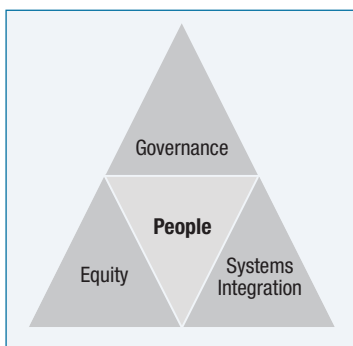 Governance
People
Equity
Systems
Integration